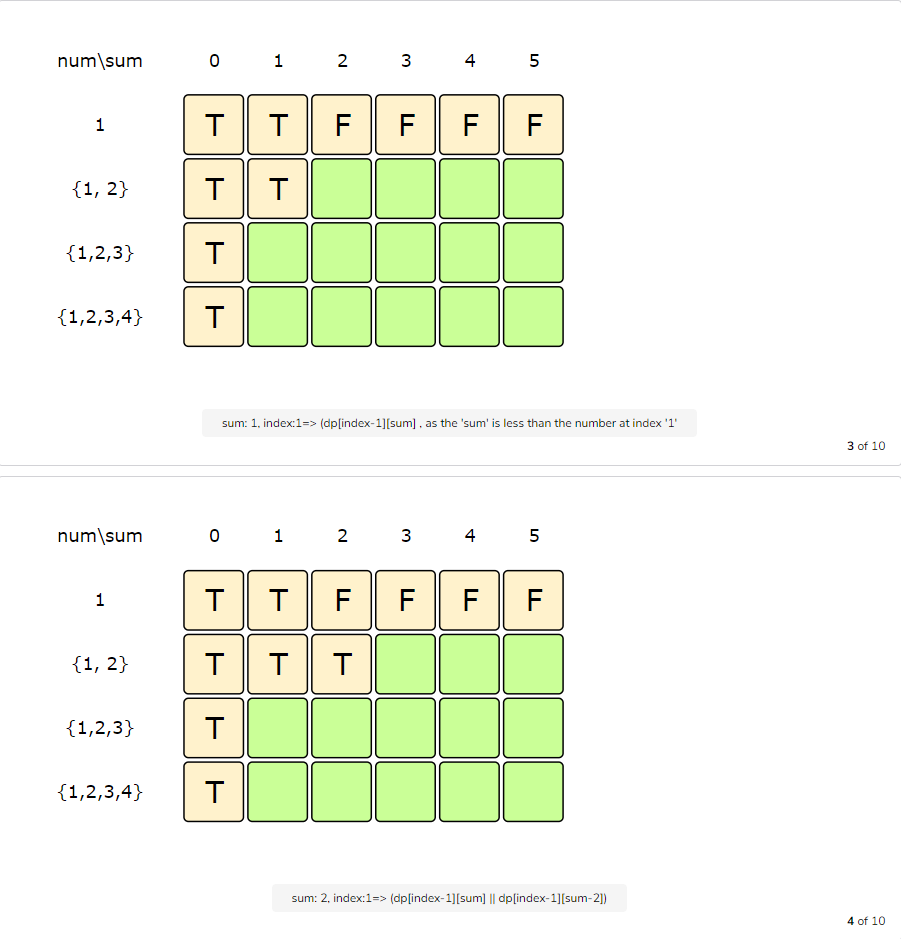 num\sum 0 1 2 3 4 5
1 T T F F F F
{1, 2} T T
{1,2,3} T
{1,2,3,4} T
sum: 1, index:1=> (dp[index-1][sum] , as the 'sum' is less than the number at index '1'
3 of 10
num\sum 0 1 2 3 4 5
1 T T F F F F
{1, 2} T T T
{1,2,3} T
{1,2,3,4} T
sum: 2, index:1=> (dp[index-1][sum] || dp[index-1][sum-2])
4 of 10